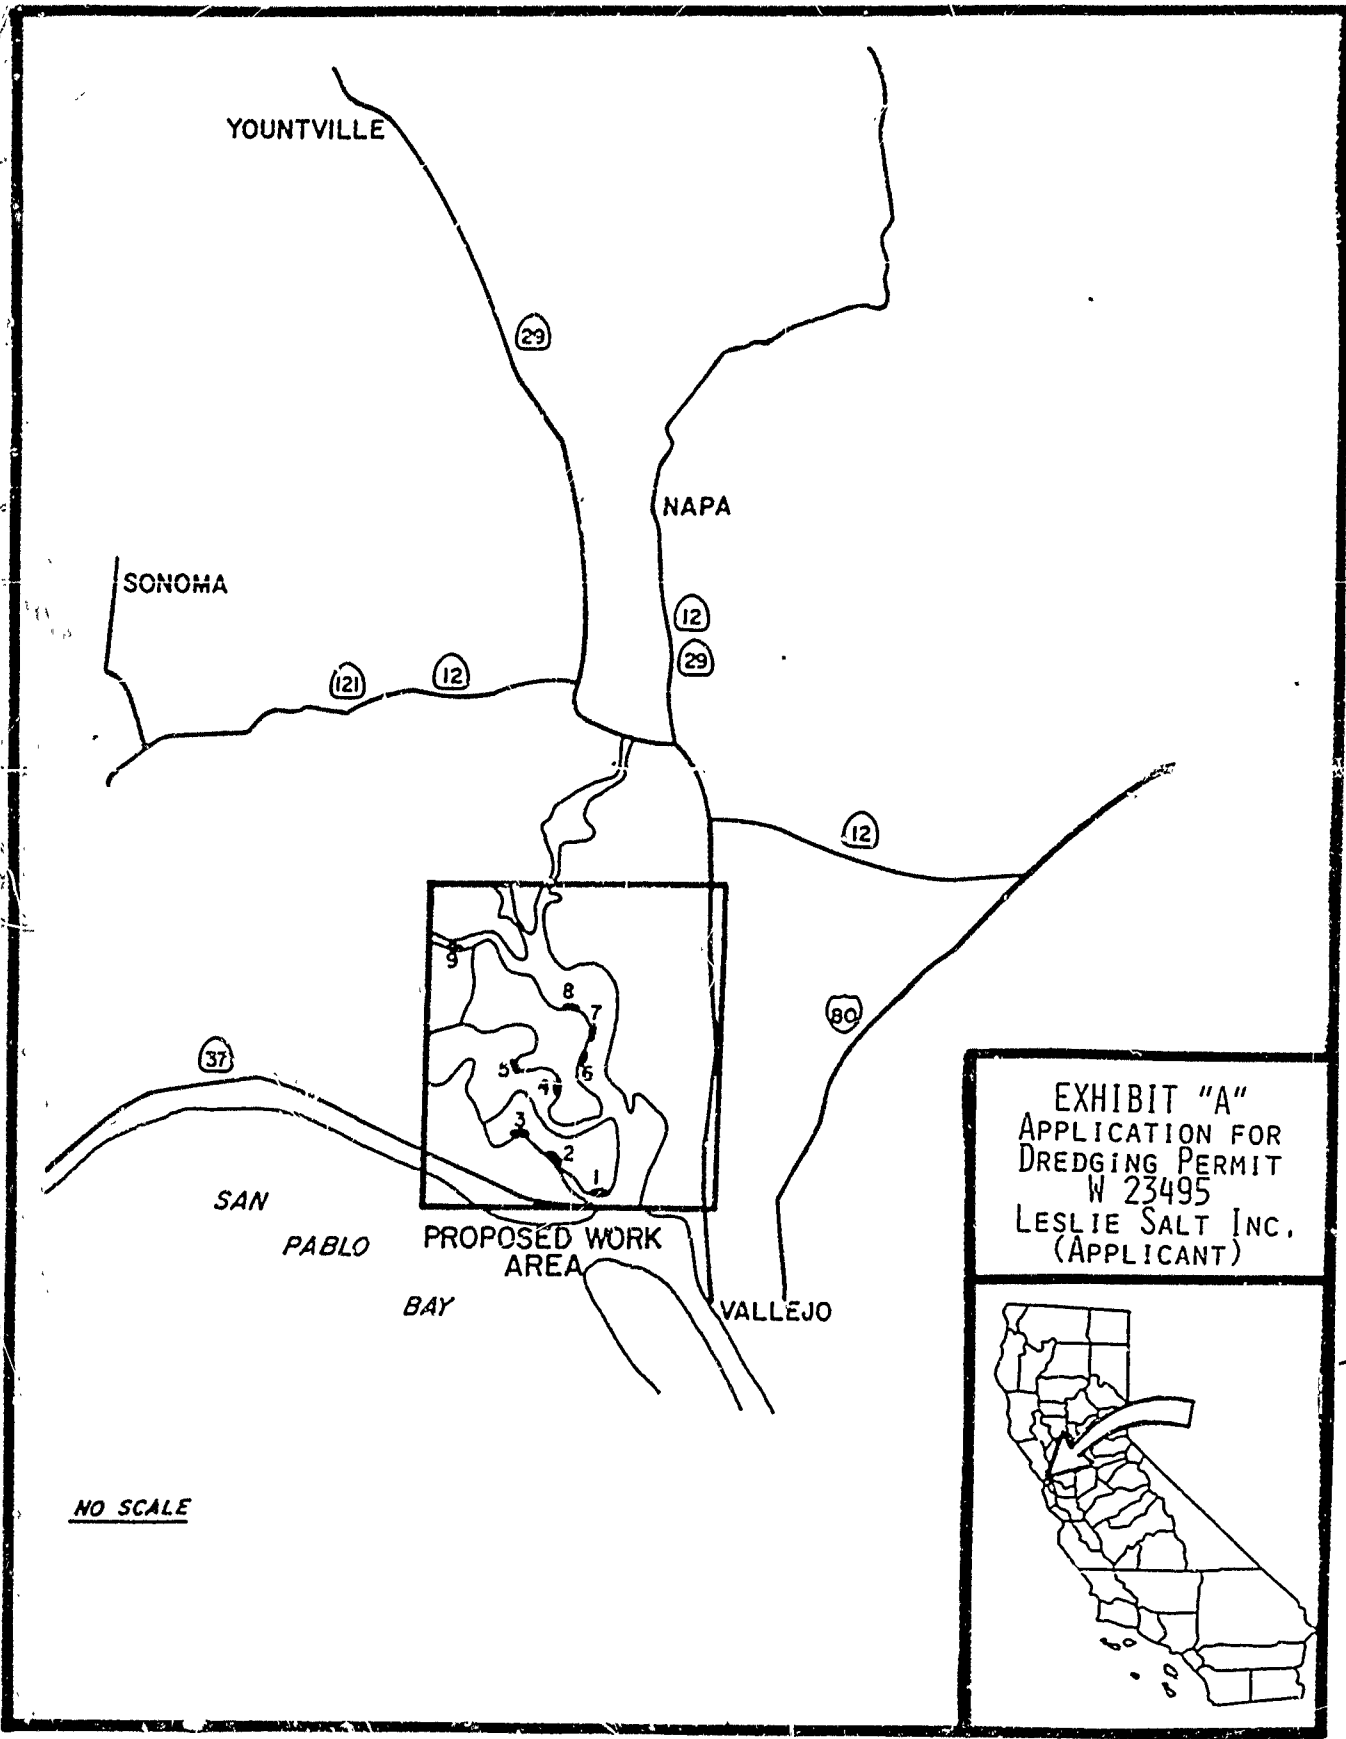 YOUNTVILLE
29
NAPA
SONOMA
12
29
121
12
12
9
8
7
80
37
5
6
4
3
2
1
EXHIBIT "A"
APPLICATION FOR
DREDGING PERMIT
W 23495
LESLIE SALT INC.
(APPLICANT)
SAN
PABLO
BAY
PROPOSED WORK
AREA
VALLEJO
NO SCALE